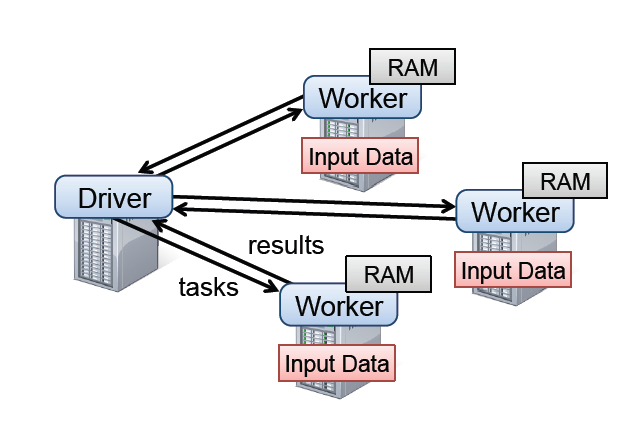 RAM
Worker
Input Data
RAM
Driver
Worker
results
Input Data
RAM
tasks
Worker
Input Data